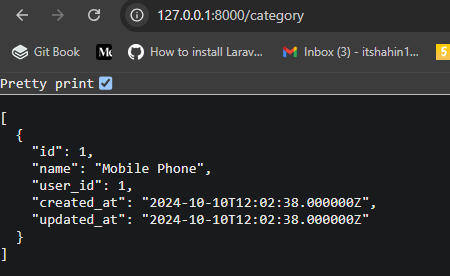 127.0.0.1:8000/category
Git Book
How to install Larav...
Inbox (3) - itshahin1...
Pretty print
[
{
"id": 1,
"name": "Mobile Phone",
"user_id": 1,
"created_at": "2024-10-10T12:02:38.000000Z",
"updated_at": "2024-10-10T12:02:38.000000Z"
}
]